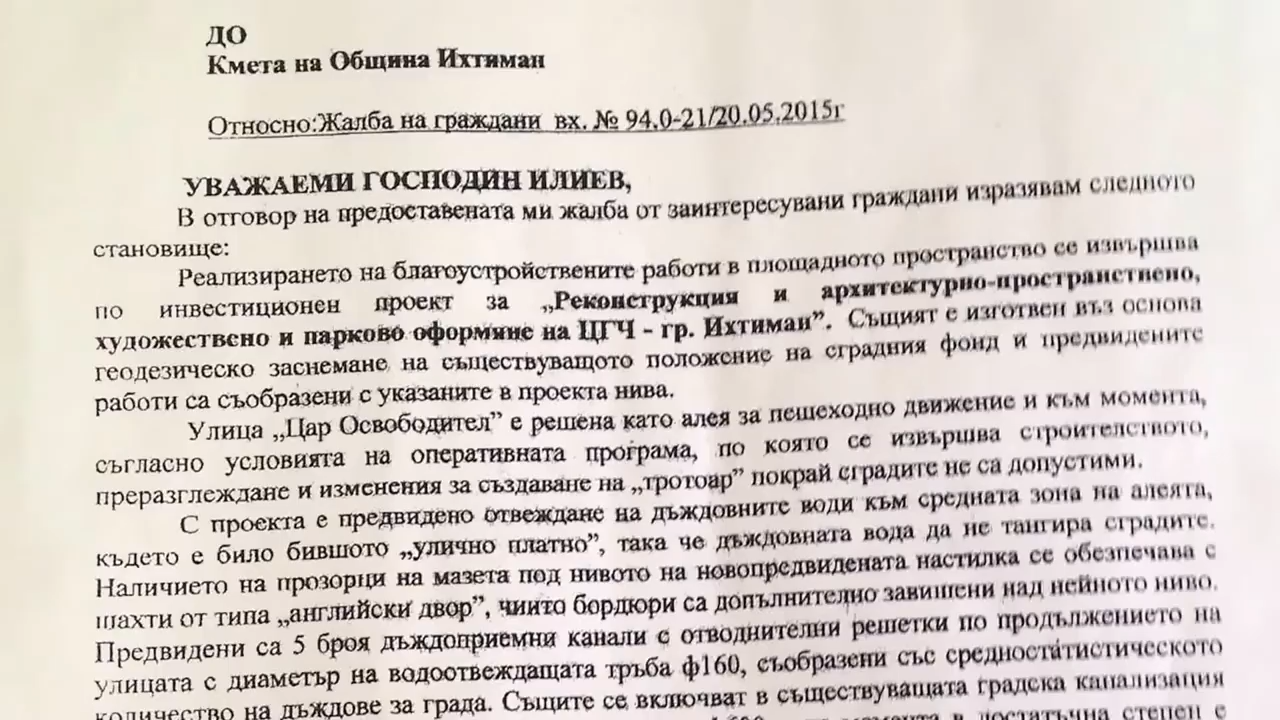 ДО
Кмета на Община Ихтиман
Относно:Жалба на граждани вх. № 94.0-21/20.05.2015г
УВАЖАЕМИ ГОСПОДИН ИЛИЕВ,
В отговор на предоставената ми жалба от заинтересувани граждани изразявам следното
становище:
Реализирането на благоустройствените работи в площадното пространство се извършва
по инвестиционен проект за „Реконструкция и архитектурно-пространствено,
художествено и парково оформяне на ЦГЧ - гр. Ихтиман”. Същият е изготвен въз основа
геодезическо заснемане на съществуващото положение на сградния фонд и предвидените
работи са съобразени с указаните в проекта нива.
Улица „Цар Освободител” е решена като алея за пешеходно движение и към момента,
съгласно условията на оперативната програма, по която се извършва строителството,
преразглеждане и изменения за създаване на „тротоар” покрай сградите не са допустими.
С проекта е предвидено отвеждане на дъждовните води към средната зона на алеята,
където е било бившото „улично платно”, така че дъждовната вода да не тангира сградите.
Наличието на прозорци на мазета под нивото на новопредвидената настилка се обезпечава с
шахти от типа „английски двор”, чиито бордюри са допълнително завишени над нейното ниво.
Предвидени са 5 броя дъждоприемни канали с отводнителни решетки по продължението на
улицата с диаметър на водоотвеждащата тръба ф160, съобразени със средностатистическото
количество на дъждове за града. Същите се включват в съществуващата градска канализация
момента в достатъчна степен е